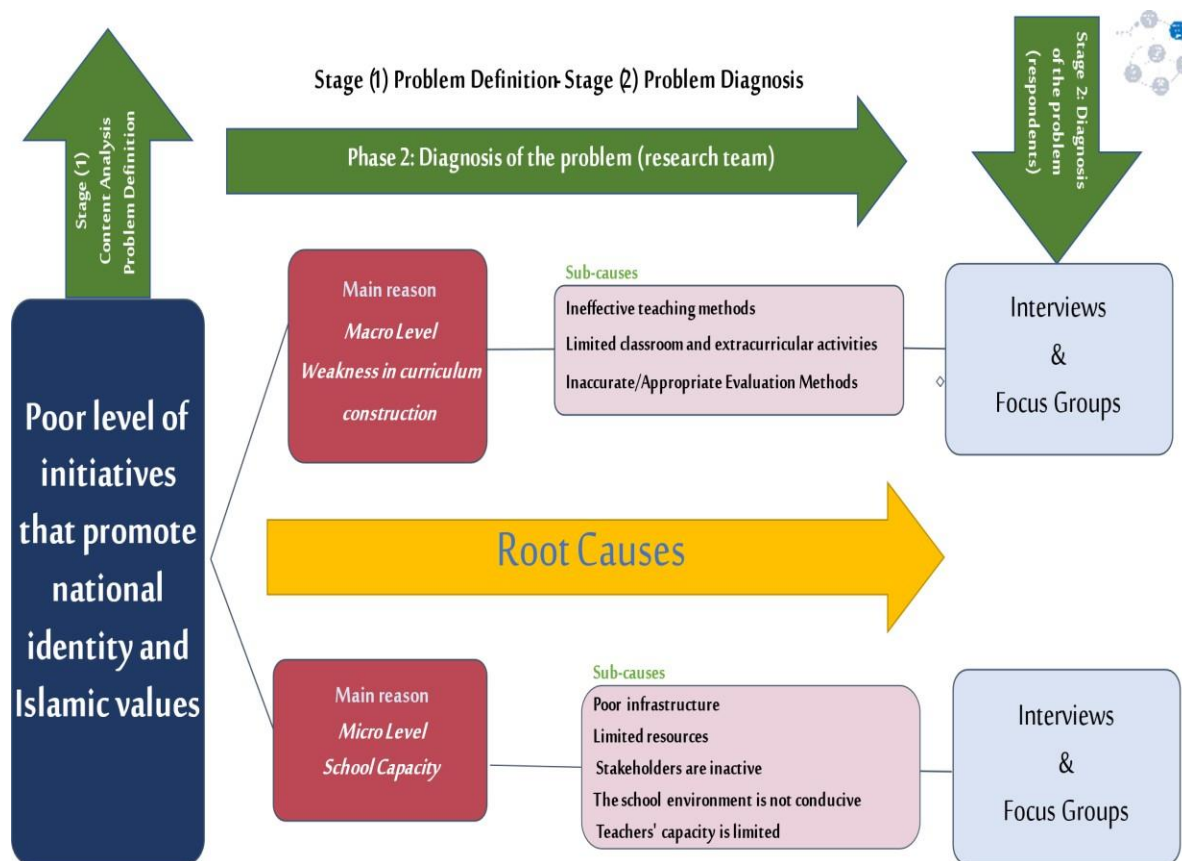 Stage (1) Problem Definition- Stage (2) Problem Diagnosis
Stage (1)
Content Analysis
Problem Definition
Phase 2: Diagnosis of the problem (research team)
Stage 2: Diagnosis
of the problem
(respondents)
Poor level of
initiatives
that promote
national
identity and
Islamic values
Main reason
Macro Level
Weakness in curriculum
construction
Sub-causes
Ineffective teaching methods
Limited classroom and extracurricular activities
Inaccurate/Appropriate Evaluation Methods
Interviews
&
Focus Groups
Root Causes
Main reason
Micro Level
School Capacity
Sub-causes
Poor infrastructure
Limited resources
Stakeholders are inactive
The school environment is not conducive
Teachers' capacity is limited
Interviews
&
Focus Groups